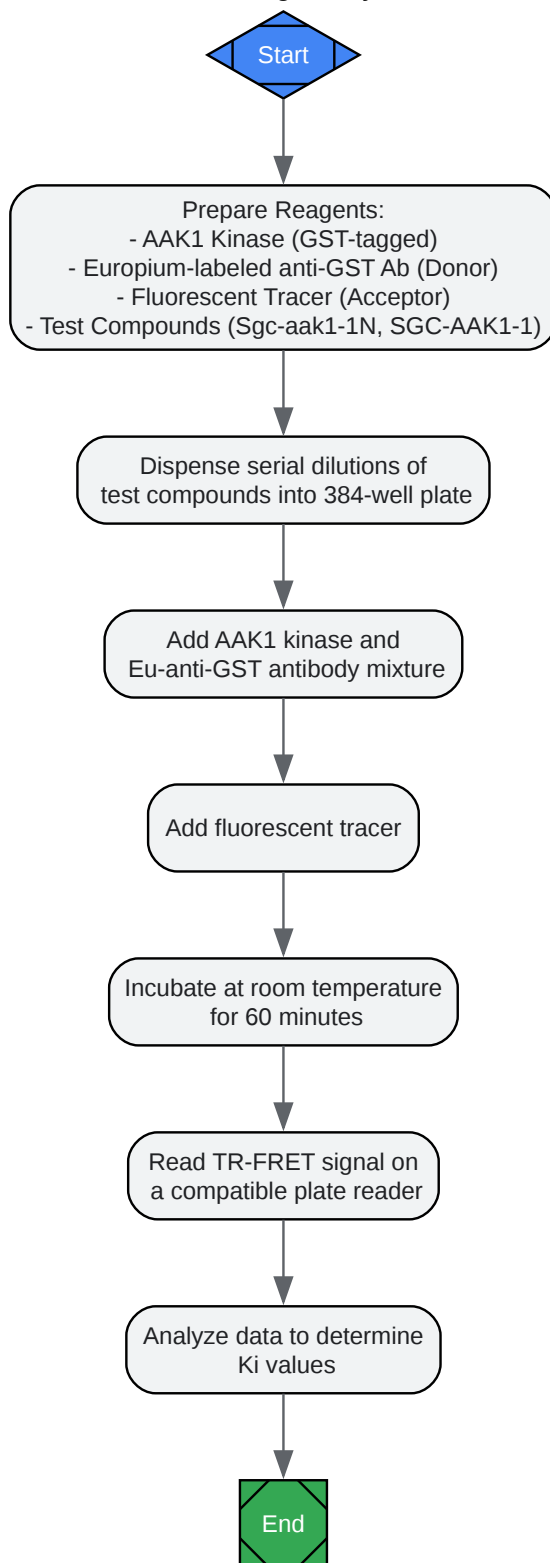 Start
Prepare Reagents:
- AAK1 Kinase (GST-tagged)
- Europium-labeled anti-GST Ab (Donor)
- Fluorescent Tracer (Acceptor)
- Test Compounds (Sgc-aak1-1N, SGC-AAK1-1)
Dispense serial dilutions of
test compounds into 384-well plate
Add AAK1 kinase and
Eu-anti-GST antibody mixture
Add fluorescent tracer
Incubate at room temperature
for 60 minutes
Read TR-FRET signal on
a compatible plate reader
Analyze data to determine
Ki values
End